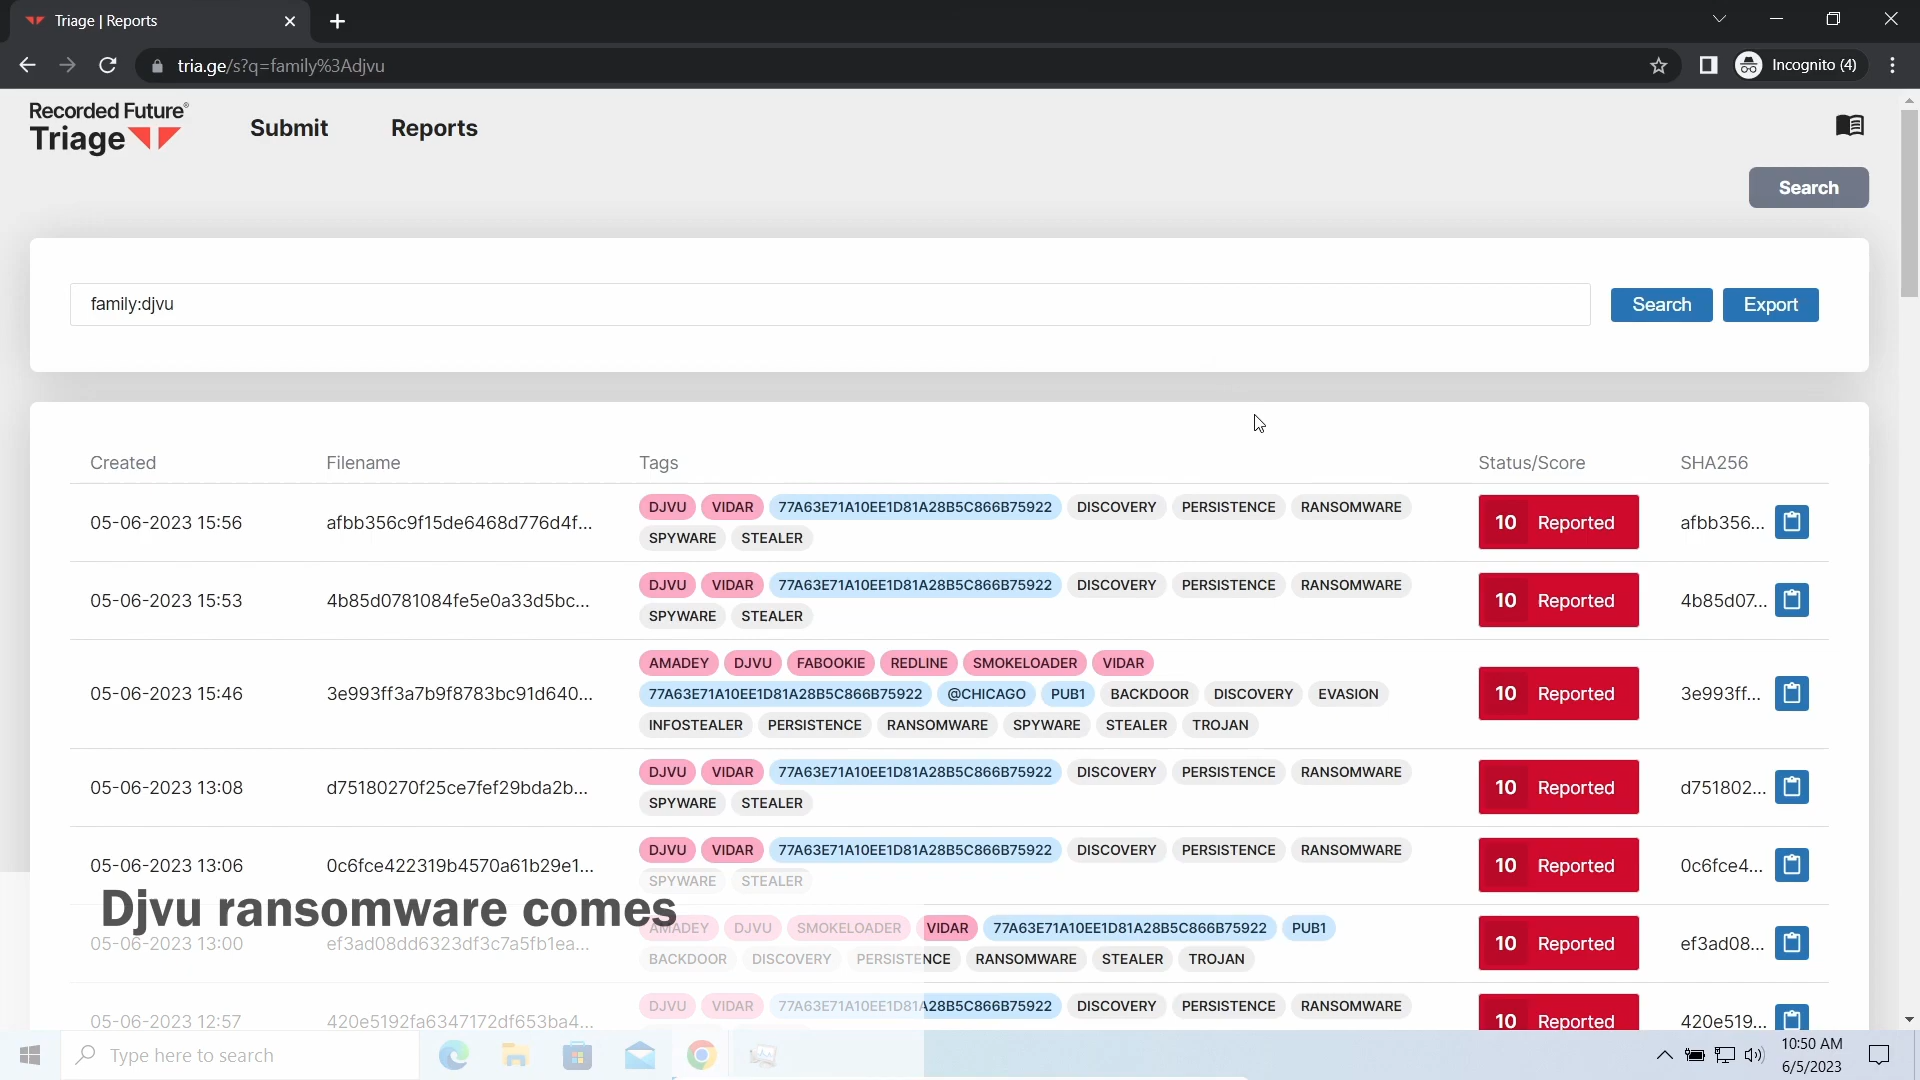 Triage | Reports
tria.ge/s?q=family%3Adjvu
Incognito (4)
Recorded Future®
Triage
Submit
Reports
Search
family:djvu
Search
Export
Created
Filename
Tags
Status/Score
SHA256
05-06-2023 15:56
afbb356c9f15de6468d776d4f...
DJVU VIDAR 77A63E71A10EE1D81A28B5C866B75922 DISCOVERY PERSISTENCE RANSOMWARE
SPYWARE STEALER
10 Reported
afbb356...
05-06-2023 15:53
4b85d0781084fe5e0a33d5bc...
DJVU VIDAR 77A63E71A10EE1D81A28B5C866B75922 DISCOVERY PERSISTENCE RANSOMWARE
SPYWARE STEALER
10 Reported
4b85d07...
05-06-2023 15:46
3e993ff3a7b9f8783bc91d640...
AMADEY DJVU FABOOKIE REDLINE SMOKELOADER VIDAR
77A63E71A10EE1D81A28B5C866B75922 @CHICAGO PUB1 BACKDOOR DISCOVERY EVASION
INFOSTEALER PERSISTENCE RANSOMWARE SPYWARE STEALER TROJAN
10 Reported
3e993ff...
05-06-2023 13:08
d75180270f25ce7fef29bda2b...
DJVU VIDAR 77A63E71A10EE1D81A28B5C866B75922 DISCOVERY PERSISTENCE RANSOMWARE
SPYWARE STEALER
10 Reported
d751802...
05-06-2023 13:06
0c6fce422319b4570a61b29e1...
DJVU VIDAR 77A63E71A10EE1D81A28B5C866B75922 DISCOVERY PERSISTENCE RANSOMWARE
SPYWARE STEALER
10 Reported
0c6fce4...
Djvu ransomware comes
05-06-2023 13:00
ef3ad08dd6323df3c7a5fb1ea...
AMADEY DJVU SMOKELOADER VIDAR 77A63E71A10EE1D81A28B5C866B75922 PUB1
BACKDOOR DISCOVERY PERSISTENCE RANSOMWARE STEALER TROJAN
10 Reported
ef3ad08...
05-06-2023 12:57
420e5192fa6347172df653ba4...
DJVU VIDAR 77A63E71A10EE1D81A28B5C866B75922 DISCOVERY PERSISTENCE RANSOMWARE
10 Reported
420e519...
Type here to search
10:50 AM
6/5/2023